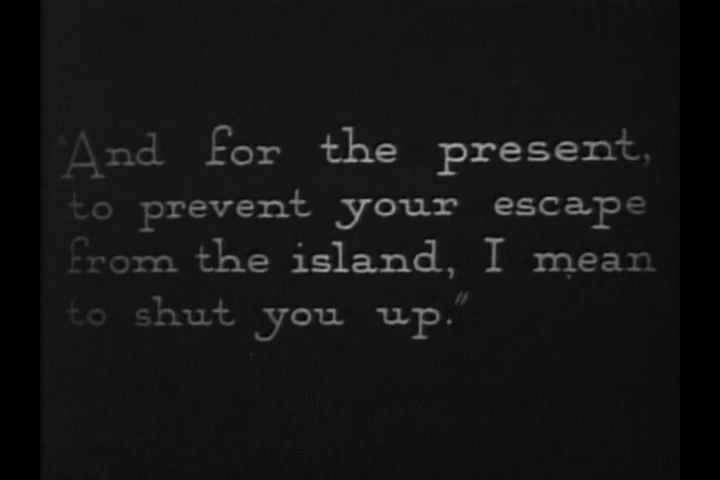 "And for the present,
to prevent your escape
from the island, I mean
to shut you up."